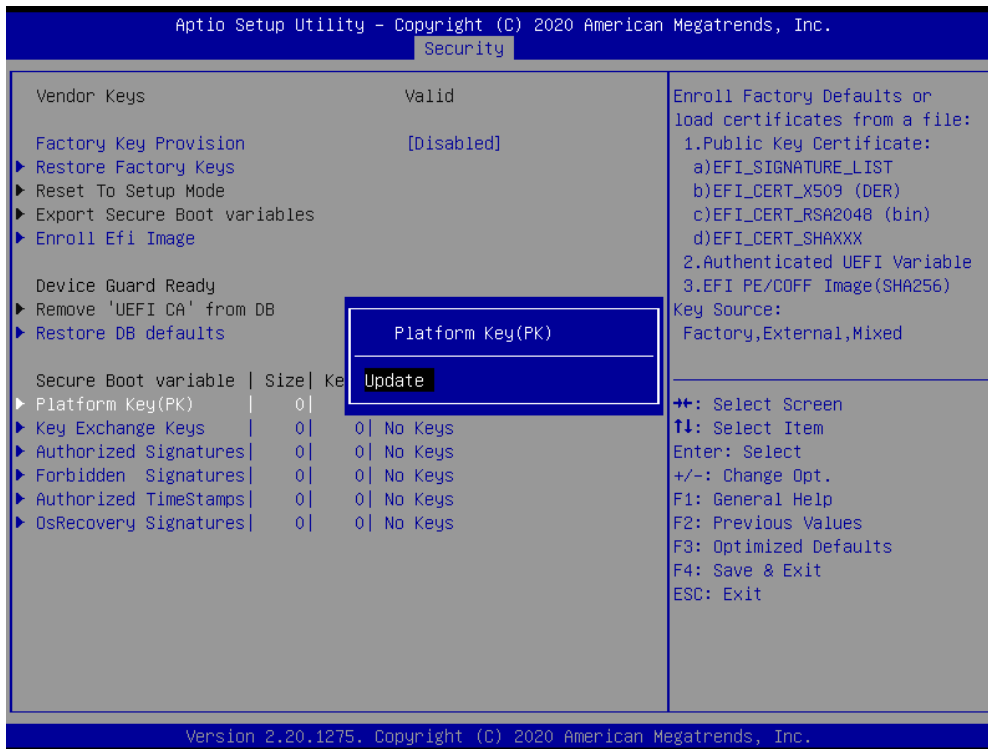 Aptio Setup Utility – Copyright (C) 2020 American Megatrends, Inc.
Security
Vendor Keys Valid
Factory Key Provision [Disabled]
Restore Factory Keys
Reset To Setup Mode
Export Secure Boot variables
Enroll Efi Image
Device Guard Ready
Remove 'UEFI CA' from DB
Restore DB defaults
Secure Boot variable | Size| Ke
Platform Key(PK) | 0|
Key Exchange Keys | 0| 0| No Keys
Authorized Signatures| 0| 0| No Keys
Forbidden Signatures| 0| 0| No Keys
Authorized TimeStamps| 0| 0| No Keys
OsRecovery Signatures| 0| 0| No Keys
Platform Key(PK)
Update
Enroll Factory Defaults or
load certificates from a file:
1.Public Key Certificate:
a)EFI_SIGNATURE_LIST
b)EFI_CERT_X509 (DER)
c)EFI_CERT_RSA2048 (bin)
d)EFI_CERT_SHAXXX
2.Authenticated UEFI Variable
3.EFI PE/COFF Image(SHA256)
Key Source:
Factory,External,Mixed
→←: Select Screen
↑↓: Select Item
Enter: Select
+/-: Change Opt.
F1: General Help
F2: Previous Values
F3: Optimized Defaults
F4: Save & Exit
ESC: Exit
Version 2.20.1275. Copyright (C) 2020 American Megatrends, Inc.